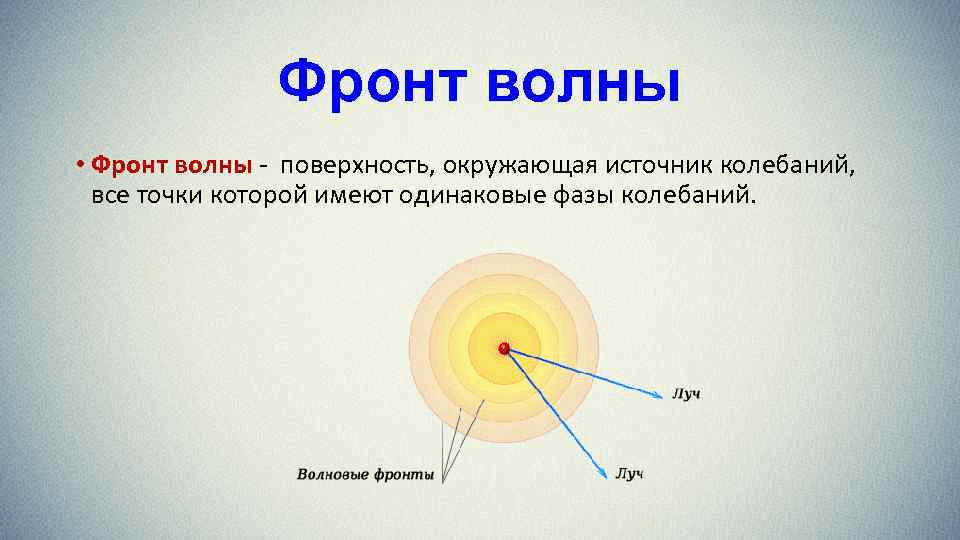 Фронт волны
• Фронт волны - поверхность, окружающая источник колебаний,
все точки которой имеют одинаковые фазы колебаний.
Луч
Волновые фронты
Луч